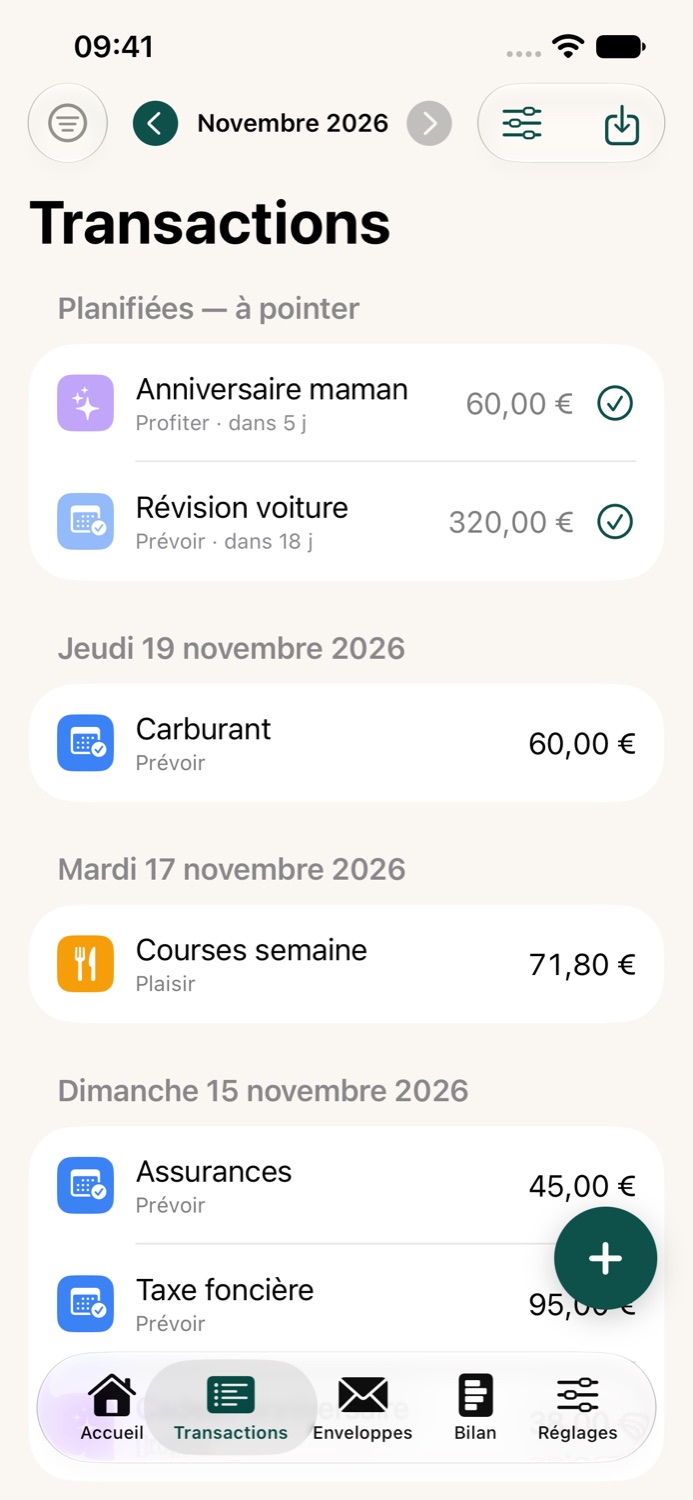 09:41
Novembre 2026
Transactions
Planifiées — à pointer
Anniversaire maman
60,00 €
Profiter · dans 5 j
Révision voiture
320,00 €
Prévoir · dans 18 j
Jeudi 19 novembre 2026
Carburant
60,00 €
Prévoir
Mardi 17 novembre 2026
Courses semaine
71,80 €
Plaisir
Dimanche 15 novembre 2026
Assurances
45,00 €
Prévoir
Taxe foncière
Prévoir
Accueil
Transactions
Enveloppes
Bilan
Réglages